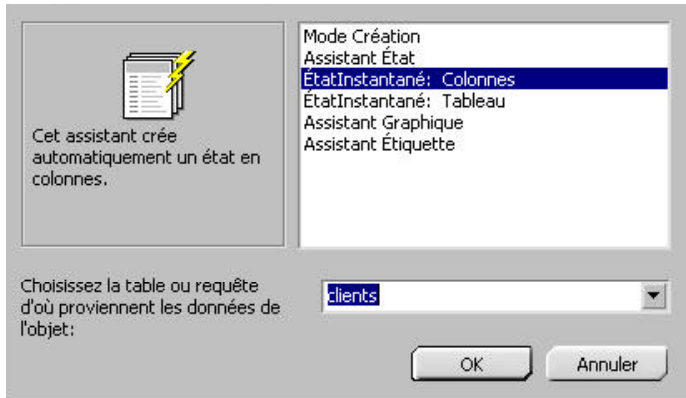 Mode Création
Assistant État
ÉtatInstantané: Colonnes
ÉtatInstantané: Tableau
Assistant Graphique
Assistant Étiquette
Cet assistant crée
automatiquement un état en
colonnes.
Choisissez la table ou requête
d'où proviennent les données de
l'objet:
clients
OK
Annuler